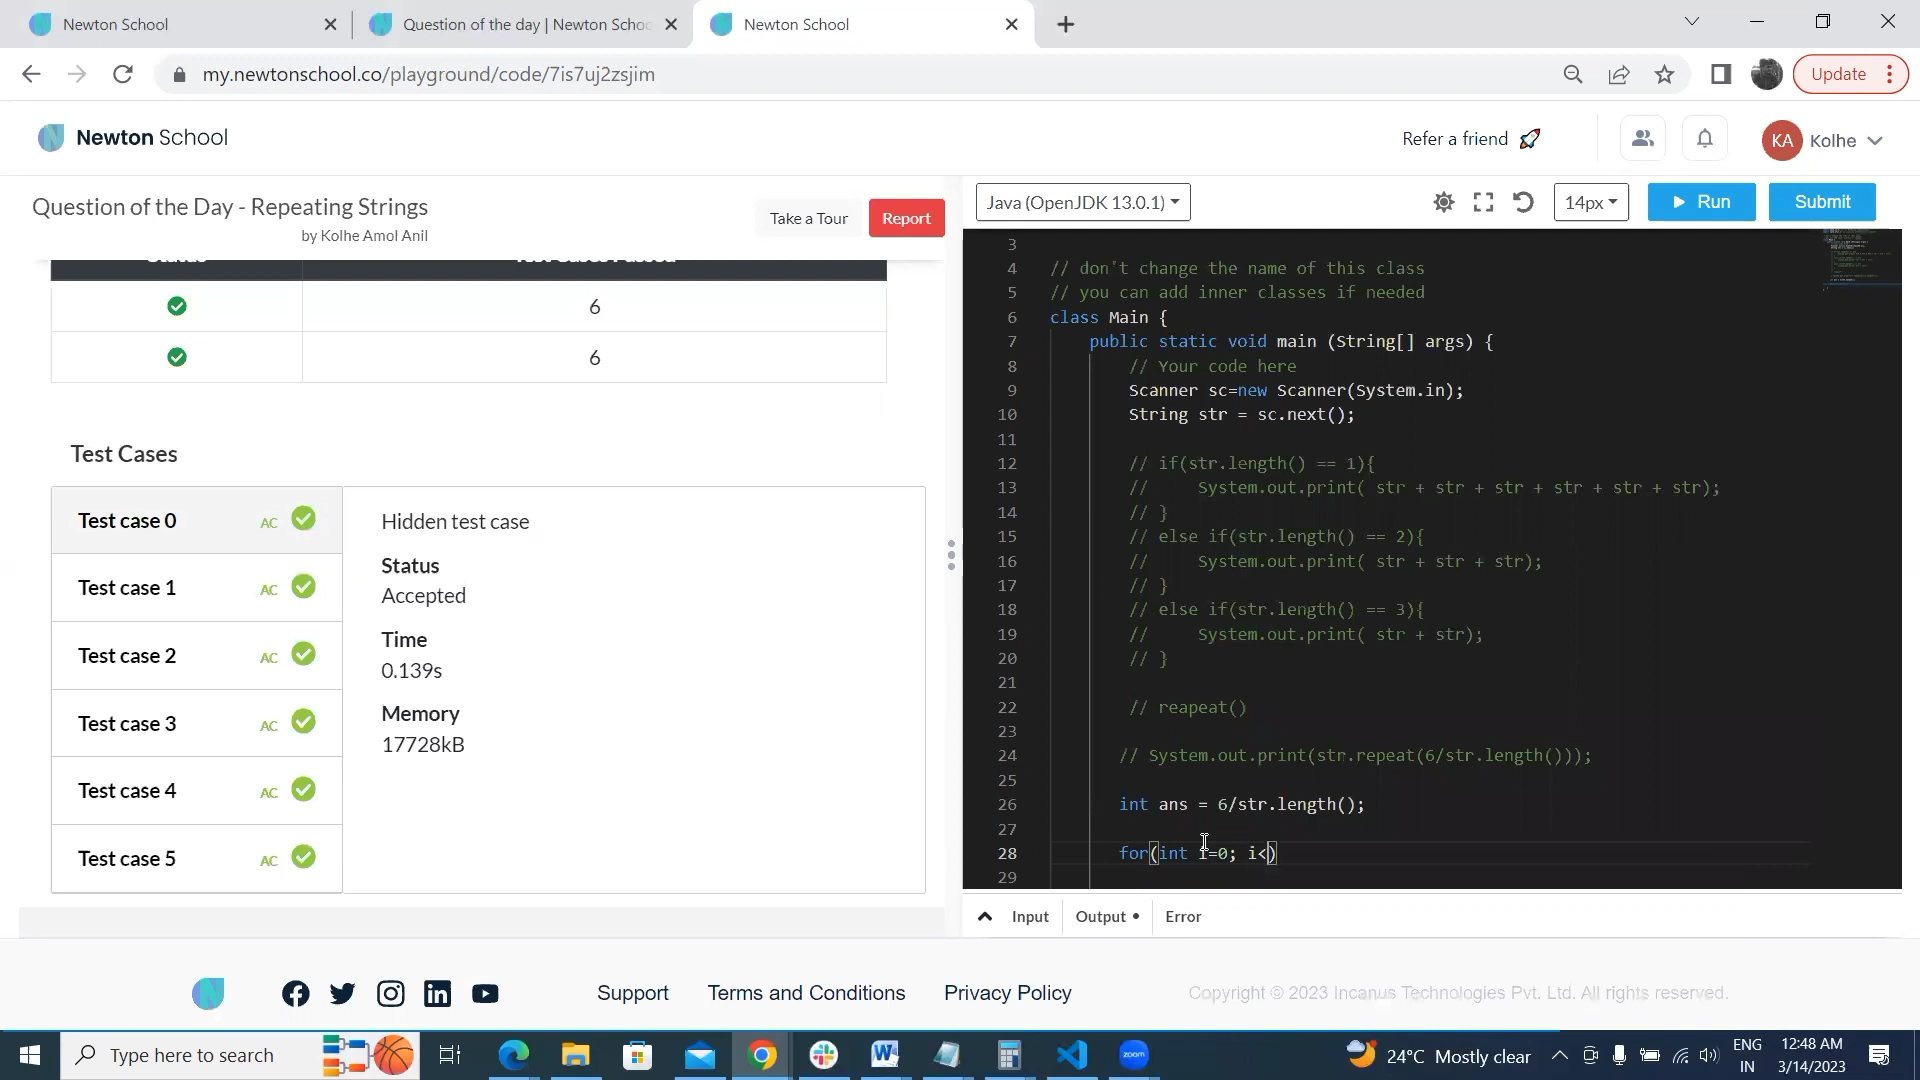 Newton School
Question of the day | Newton Schoo
Newton School
my.newtonschool.co/playground/code/7is7uj2zsjim
Update
Newton School
Refer a friend
KA
Kolhe
Question of the Day - Repeating Strings
by Kolhe Amol Anil
Take a Tour
Report
Java (OpenJDK 13.0.1)
14px
Run
Submit
6
6
Test Cases
Test case 0 AC
Test case 1 AC
Test case 2 AC
Test case 3 AC
Test case 4 AC
Test case 5 AC
Hidden test case
Status
Accepted
Time
0.139s
Memory
17728kB
3
4 // don't change the name of this class
5 // you can add inner classes if needed
6 class Main {
7 public static void main (String[] args) {
8 // Your code here
9 Scanner sc=new Scanner(System.in);
10 String str = sc.next();
11
12 // if(str.length() == 1){
13 // System.out.print( str + str + str + str + str + str);
14 // }
15 // else if(str.length() == 2){
16 // System.out.print( str + str + str);
17 // }
18 // else if(str.length() == 3){
19 // System.out.print( str + str);
20 // }
21
22 // reapeat()
23
24 // System.out.print(str.repeat(6/str.length()));
25
26 int ans = 6/str.length();
27
28 for(int i=0; i<)
29
Input
Output •
Error
Support
Terms and Conditions
Privacy Policy
Copyright © 2023 Incanus Technologies Pvt. Ltd. All rights reserved.
Type here to search
zoom
24°C Mostly clear
ENG
IN
12:48 AM
3/14/2023